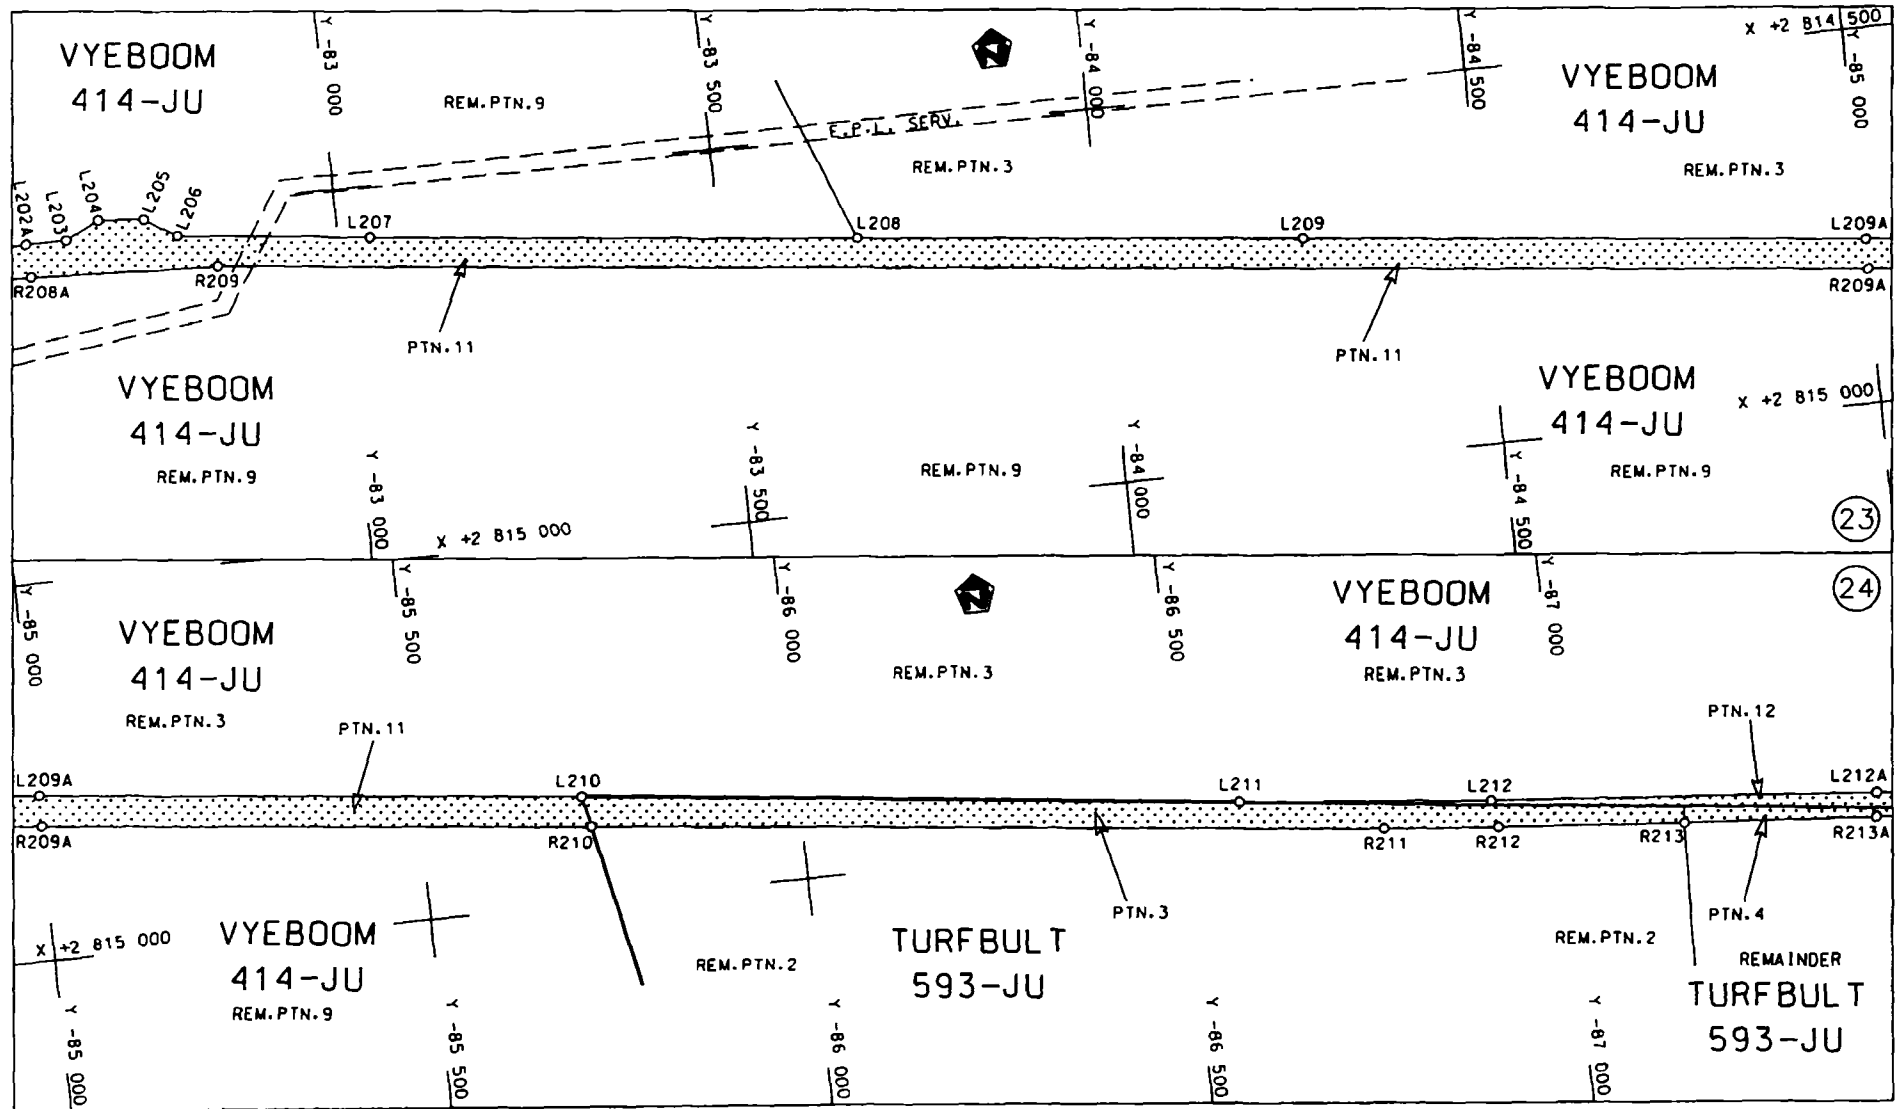 VYEBOOM
414-JU
Y -83 000
REM.PTN.9
Y -83 500
N
Y -84 000
Y -84 500
VYEBOOM
414-JU
X +2 814 500
Y -85 000
E.P.L. SERV.
REM.PTN.3
REM.PTN.3
L202A
L203
L204
L205
L206
L207
L208
L209
L209A
R208A
R209
R209A
PTN.11
PTN.11
VYEBOOM
414-JU
REM.PTN.9
Y -83 000
X +2 815 000
Y -83 500
REM.PTN.9
Y -84 000
Y -84 500
VYEBOOM
414-JU
REM.PTN.9
X +2 815 000
23
Y -85 000
VYEBOOM
414-JU
REM.PTN.3
Y -85 500
Y -86 000
N
REM.PTN.3
Y -86 500
VYEBOOM
414-JU
REM.PTN.3
Y -87 000
24
PTN.11
PTN.12
L209A
L210
L211
L212
L212A
R209A
R210
R211
R212
R213
R213A
PTN.3
PTN.4
X +2 815 000
VYEBOOM
414-JU
REM.PTN.9
REM.PTN.2
TURFBULT
593-JU
REM.PTN.2
REMAINDER
TURFBULT
593-JU
Y -85 000
Y -85 500
Y -86 000
Y -86 500
Y -87 000